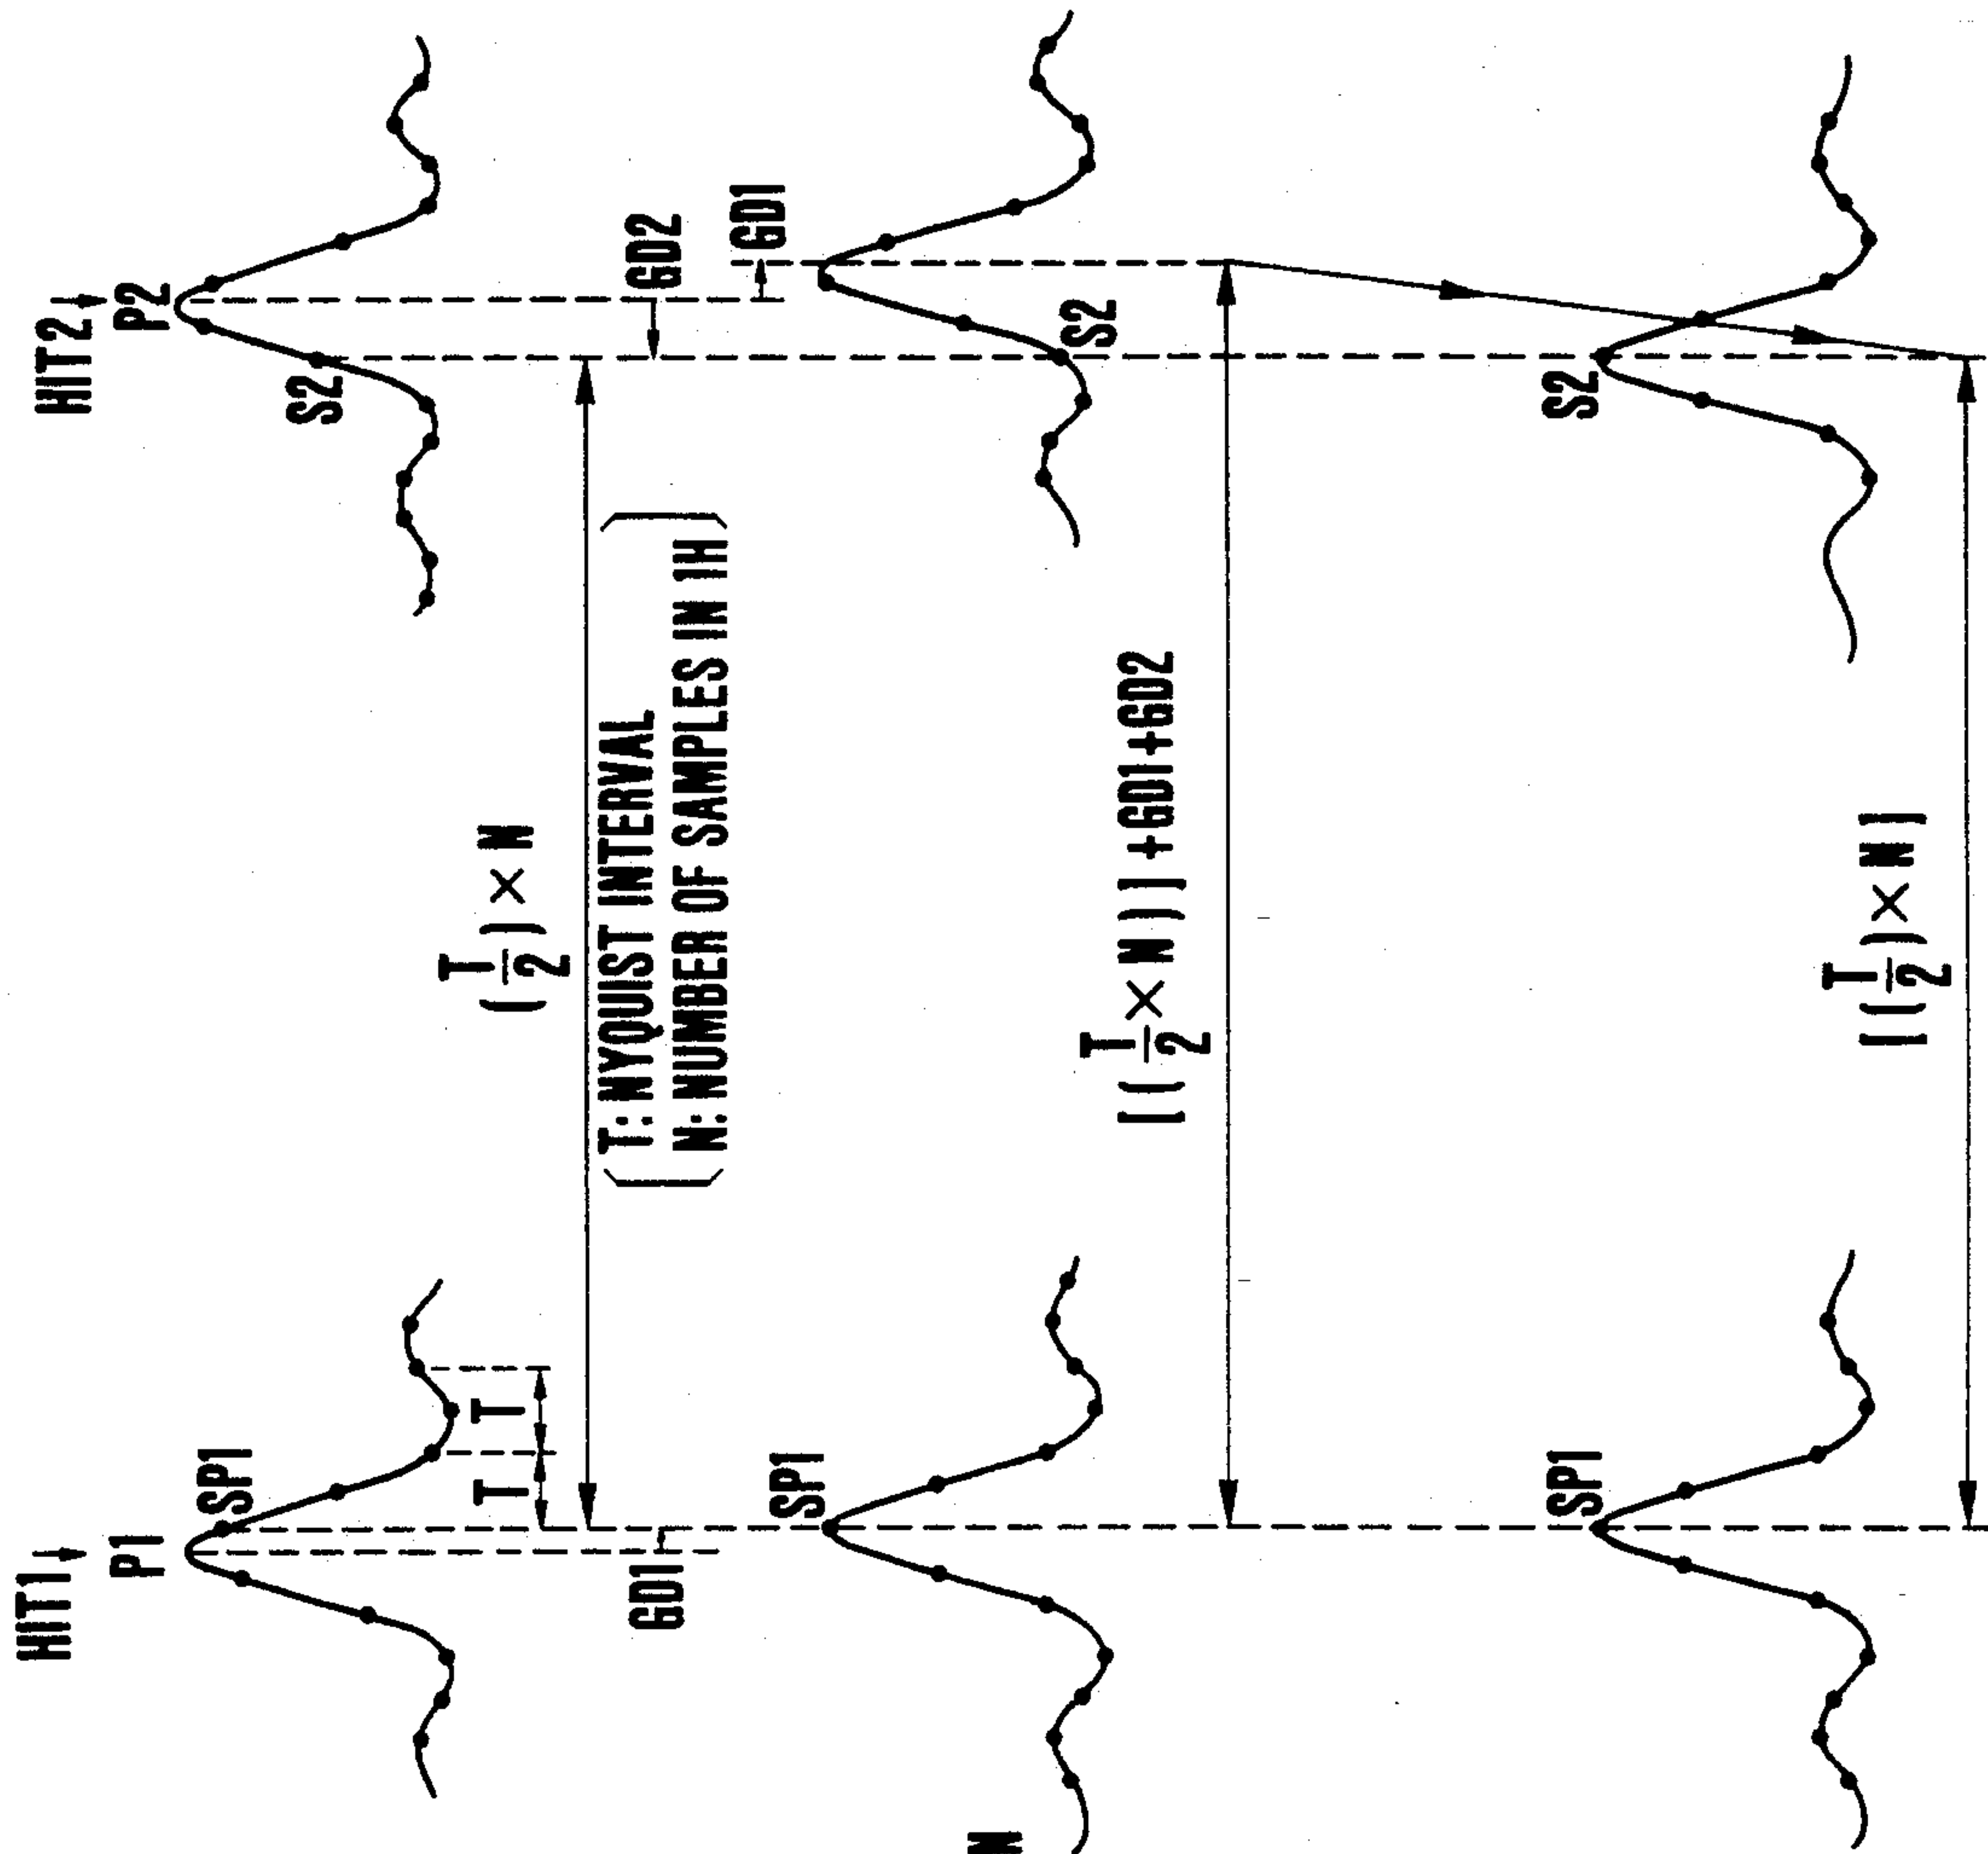 HIT1
P1
SP1
HIT2
P2
S2
T
T
GD1
GD2
GD1
((T/2)×N
T: NYQUIST INTERVAL
N: NUMBER OF SAMPLES IN 1H
SP1
S2
[((T/2×N)]+GD1+GD2
N
SP1
S2
[((T/2)×N]